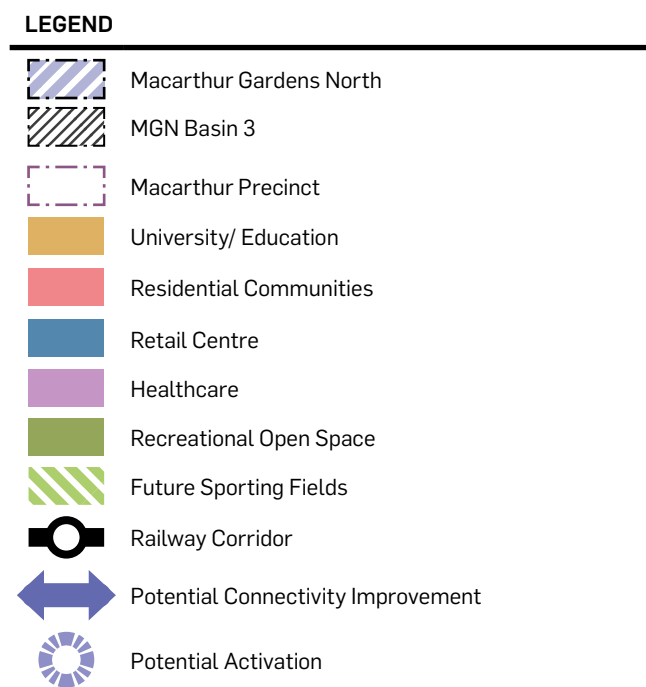 LEGEND
Macarthur Gardens North
MGN Basin 3
Macarthur Precinct
University/ Education
Residential Communities
Retail Centre
Healthcare
Recreational Open Space
Future Sporting Fields
Railway Corridor
Potential Connectivity Improvement
Potential Activation